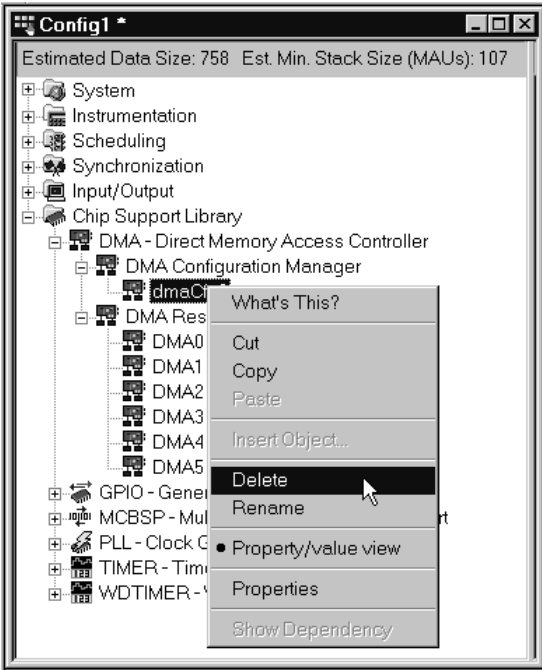 Config1 *
Estimated Data Size: 758 Est. Min. Stack Size (MAUs): 107
System
Instrumentation
Scheduling
Synchronization
Input/Output
Chip Support Library
DMA - Direct Memory Access Controller
DMA Configuration Manager
What's This?
DMA Res
DMA0
Cut
DMA1
Copy
DMA2
Paste
DMA3
DMA4
Insert Object...
DMA5
Delete
GPIO - Gener
Rename
MCBSP - Mul rt
PLL - Clock G
Property/value view
TIMER - Tim
Properties
WDTIMER -
Show Dependency